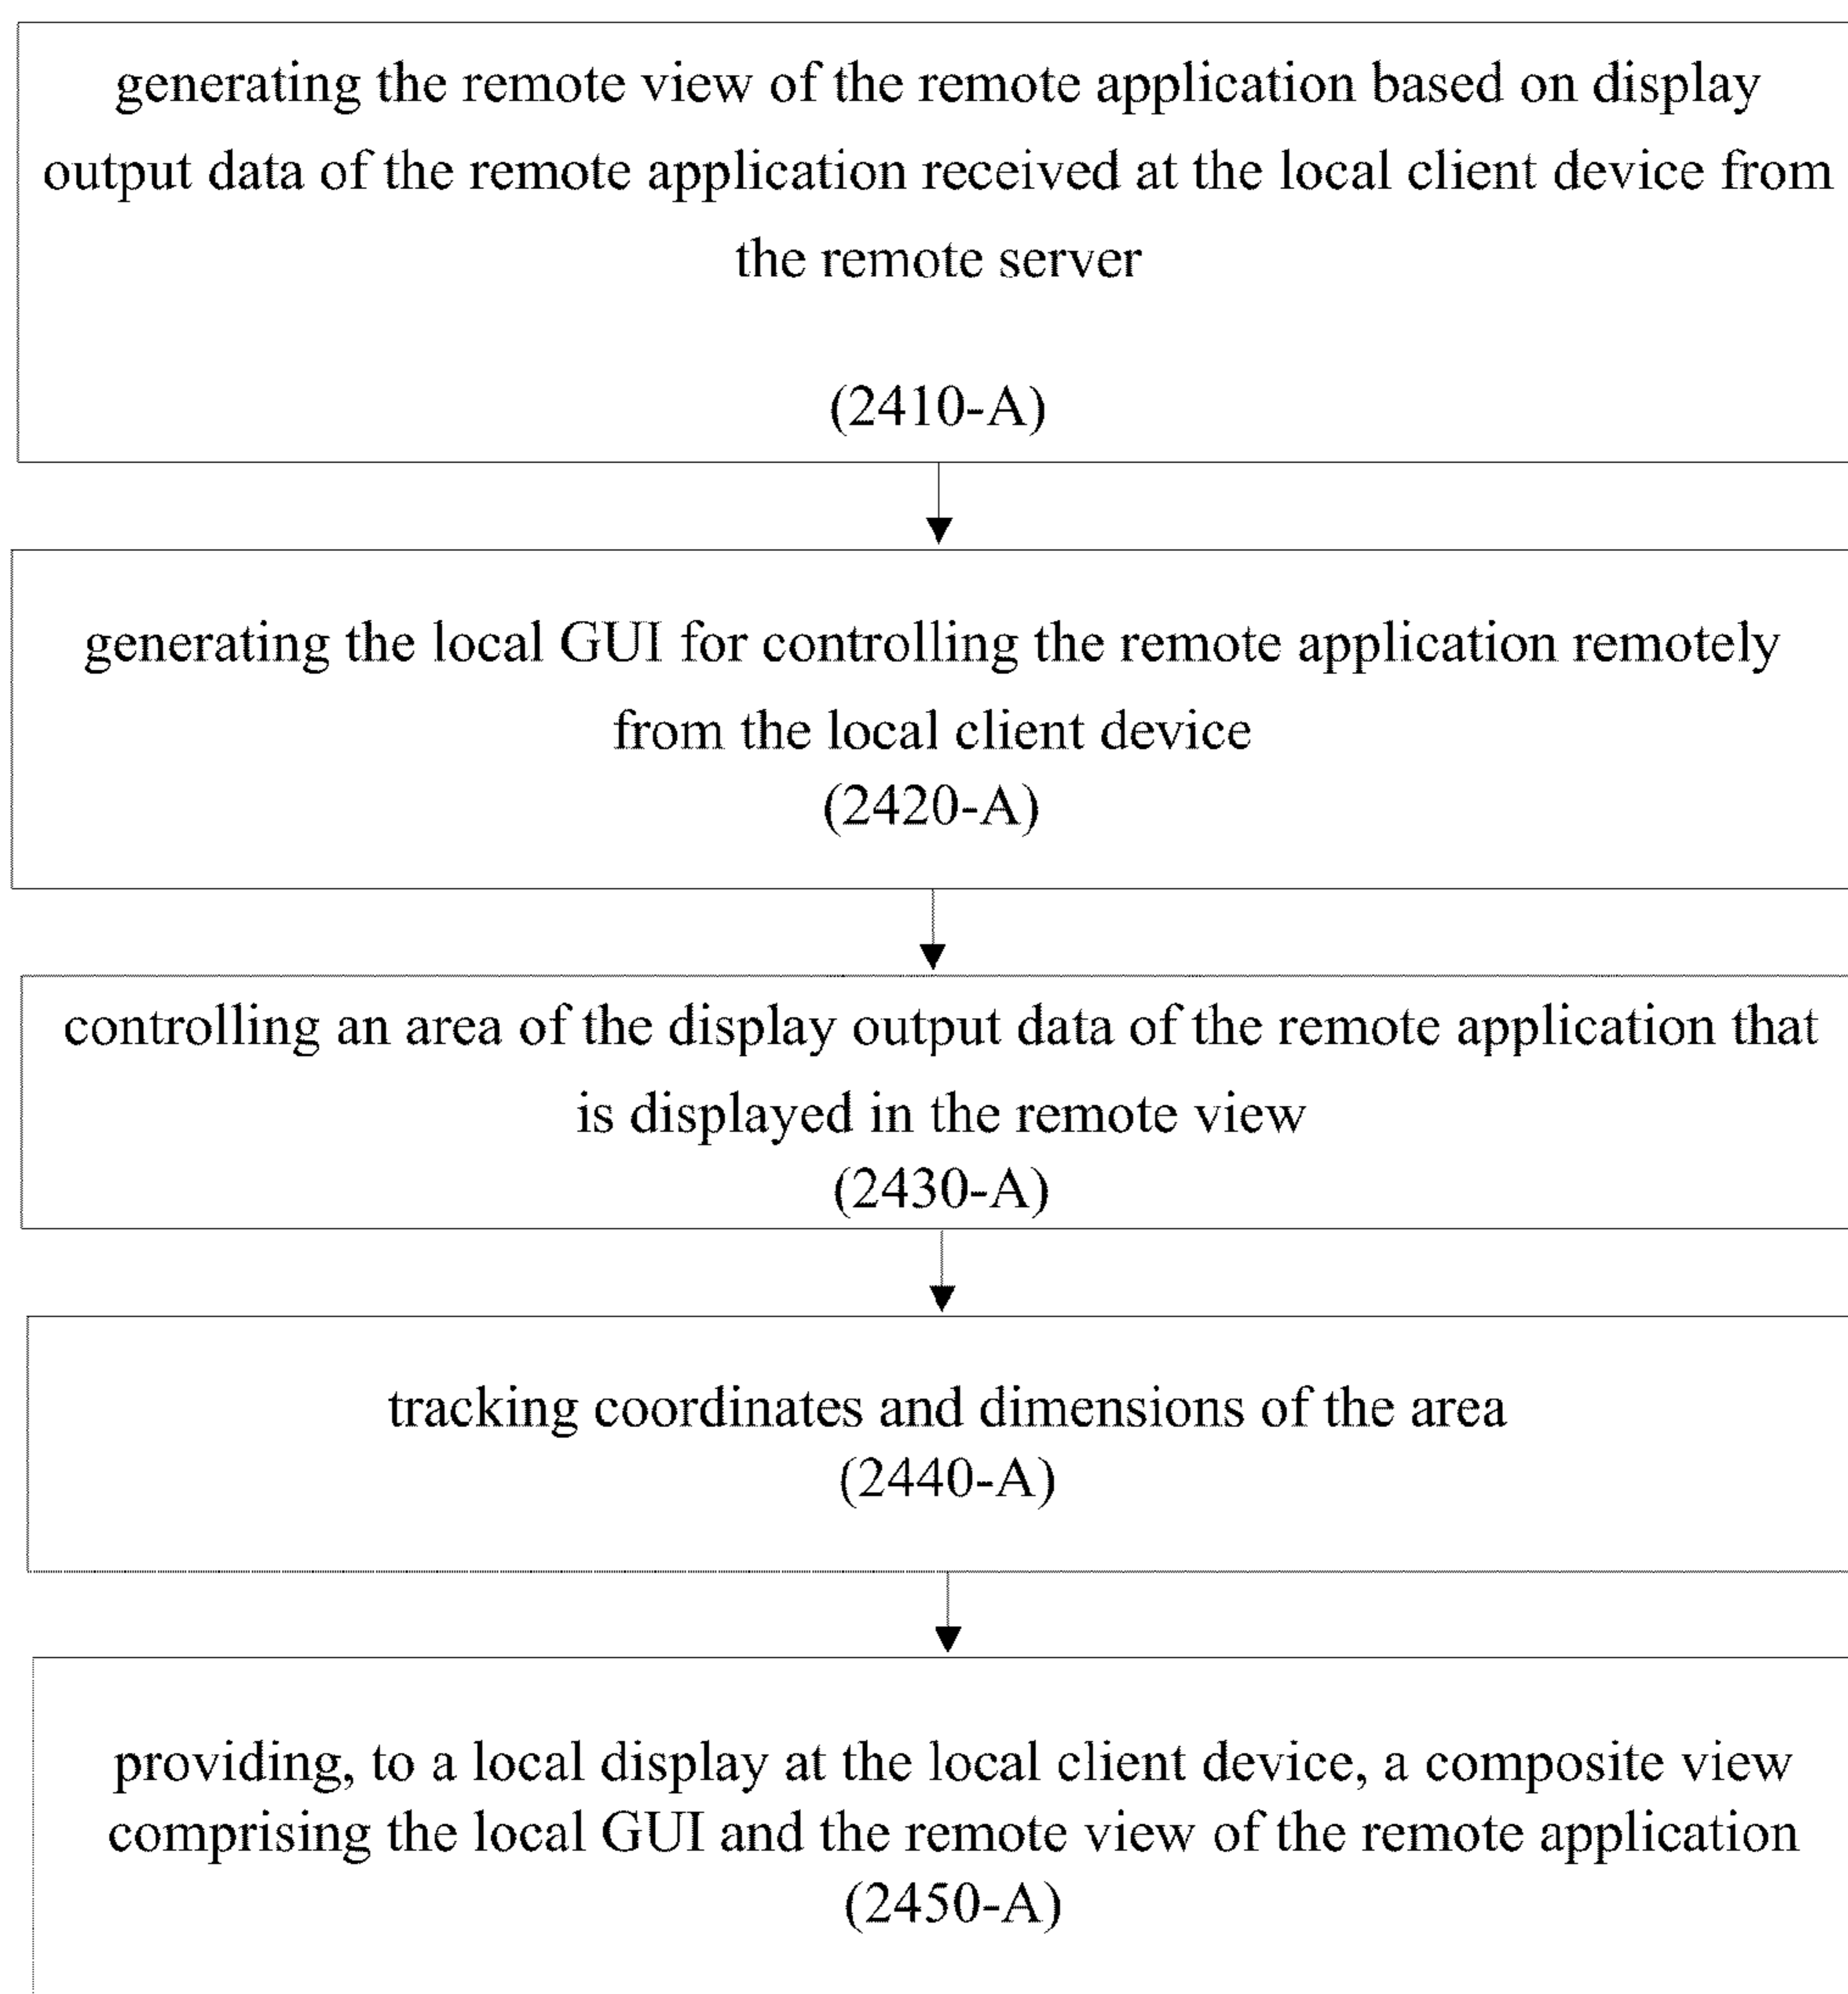 generating the remote view of the remote application based on display
output data of the remote application received at the local client device from
the remote server
(2410-A)
generating the local GUI for controlling the remote application remotely
from the local client device
(2420-A)
controlling an area of the display output data of the remote application that
is displayed in the remote view
(2430-A)
tracking coordinates and dimensions of the area
(2440-A)
providing, to a local display at the local client device, a composite view
comprising the local GUI and the remote view of the remote application
(2450-A)